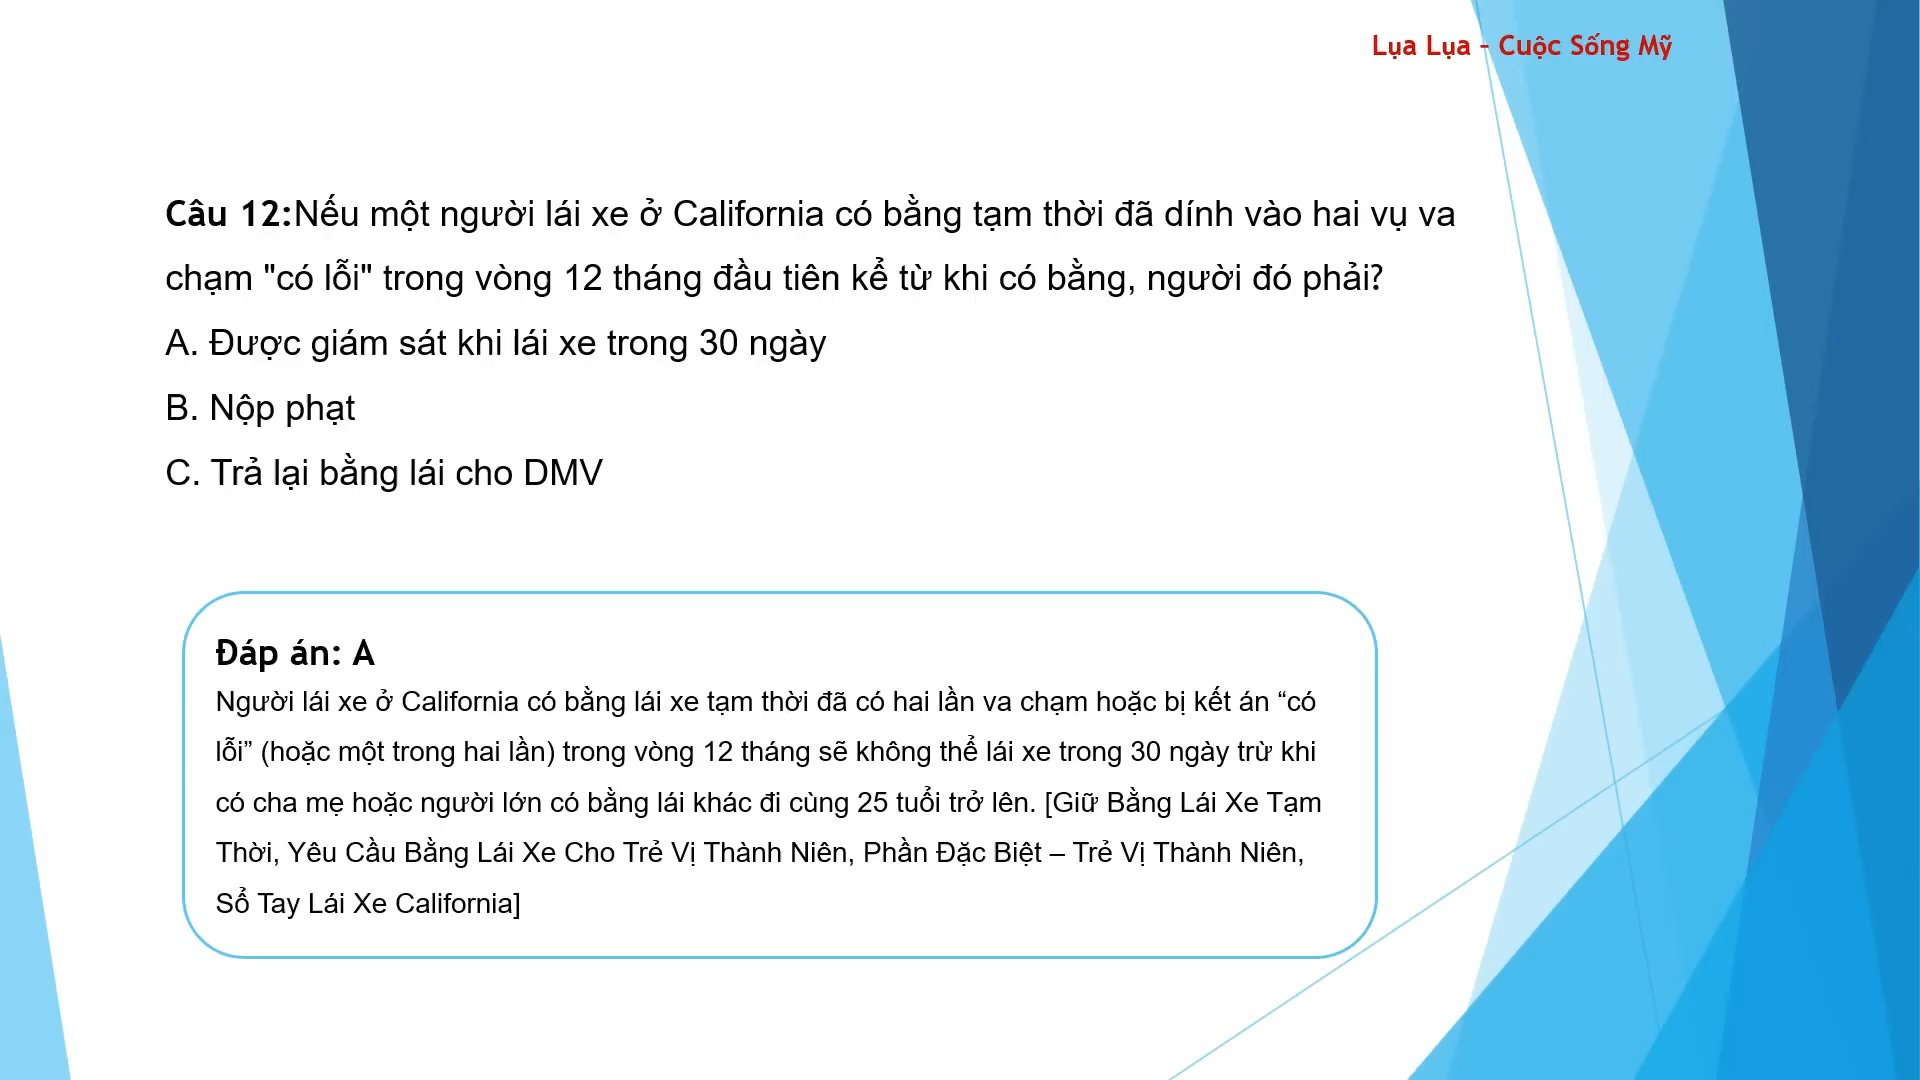 Lụa Lụa – Cuộc Sống Mỹ
Câu 12:Nếu một người lái xe ở California có bằng tạm thời đã dính vào hai vụ va
chạm "có lỗi" trong vòng 12 tháng đầu tiên kể từ khi có bằng, người đó phải?
A. Được giám sát khi lái xe trong 30 ngày
B. Nộp phạt
C. Trả lại bằng lái cho DMV
Đáp án: A
Người lái xe ở California có bằng lái xe tạm thời đã có hai lần va chạm hoặc bị kết án “có
lỗi” (hoặc một trong hai lần) trong vòng 12 tháng sẽ không thể lái xe trong 30 ngày trừ khi
có cha mẹ hoặc người lớn có bằng lái khác đi cùng 25 tuổi trở lên. [Giữ Bằng Lái Xe Tạm
Thời, Yêu Cầu Bằng Lái Xe Cho Trẻ Vị Thành Niên, Phần Đặc Biệt – Trẻ Vị Thành Niên,
Sổ Tay Lái Xe California]